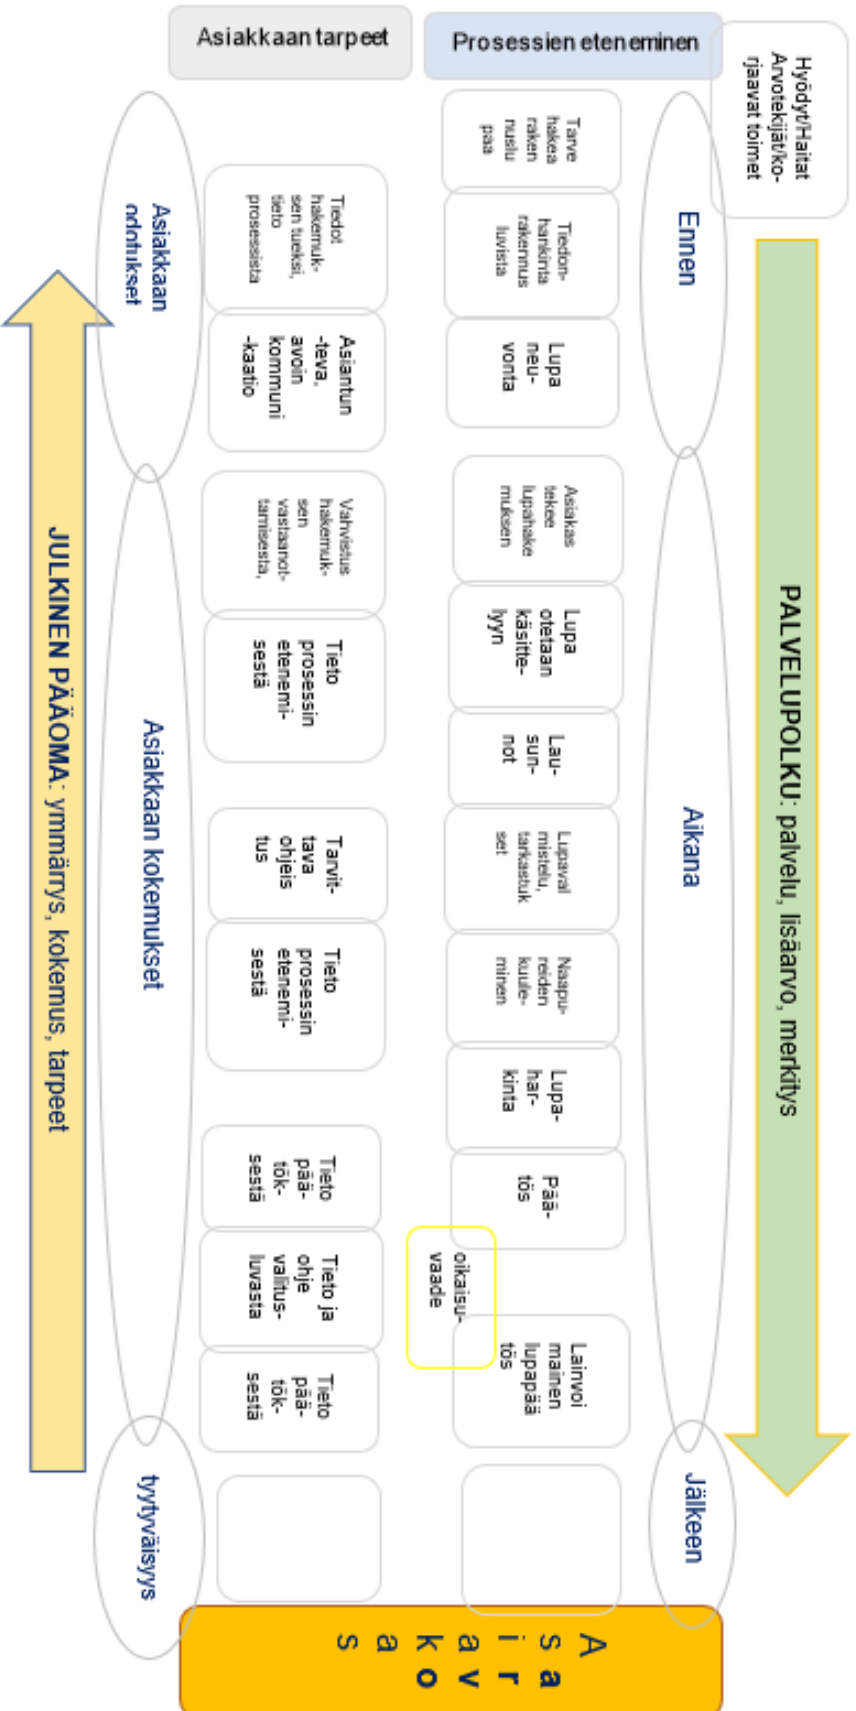 Hyödyt/Haitat
Arvotekijät/ko-
rjaavat toimet
PALVELUPOLKU: palvelu, lisäarvo, merkitys
Ennen
Aikana
Jälkeen
Prosessien eteneminen
Tarve
hakea
raken
nuslu
paa
Tiedon-
hankinta
rakennus
luvista
Lupa
neu-
vonta
Asiakas
tekee
lupahake
muksen
Lupa
otetaan
käsitte-
lyyn
Lau-
sun-
not
Lupaval
mistelu,
tarkastuk
set
Naapu-
reiden
kuule-
minen
Lupa-
har-
kinta
Pää-
tös
oikaisu-
vaade
Lainvoi
mainen
lupapää
tös
Asiakkaan tarpeet
Tiedot
hakemuk-
sen tueksi,
tieto
prosessista
Asiantun
-teva,
avoin
kommuni
-kaatio
Vahvistus
hakemuk-
sen
vastaanot-
tamisesta,
Tieto
prosessin
etenemi-
sestä
Tarvit-
tava
ohjeis
tus
Tieto
prosessin
etenemi-
sestä
Tieto
pää-
tök-
sestä
Tieto ja
ohje
valitus-
luvasta
Tieto
pää-
tök-
sestä
Asiakkaan
odotukset
Asiakkaan kokemukset
tyytyväisyys
JULKINEN PÄÄOMA: ymmärrys, kokemus, tarpeet
A
s a
i r
a v
k o
a
s